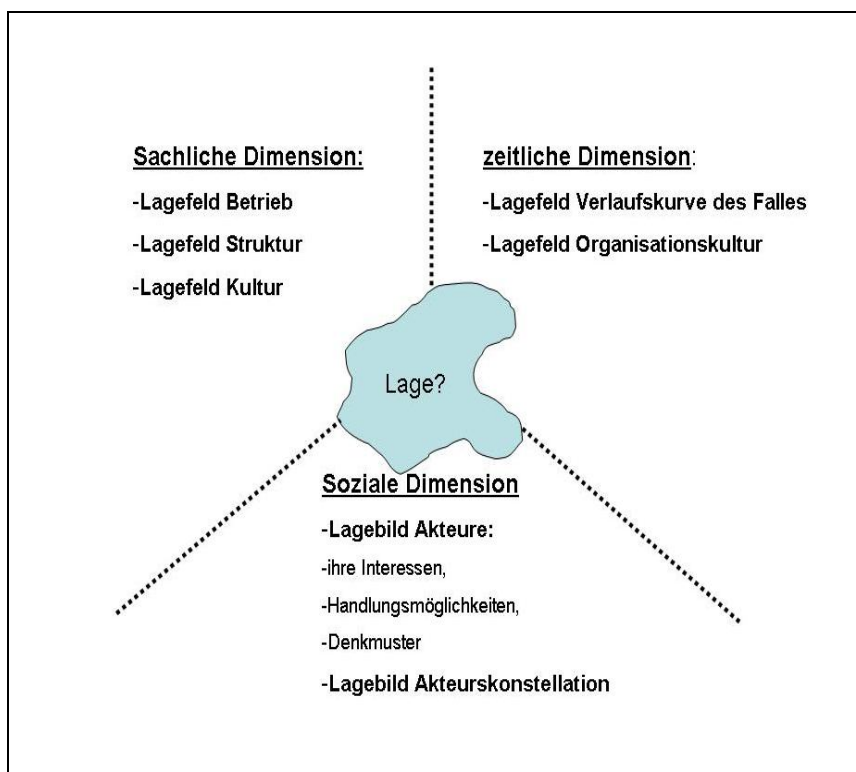 Sachliche Dimension:
-Lagefeld Betrieb
-Lagefeld Struktur
-Lagefeld Kultur
zeitliche Dimension:
-Lagefeld Verlaufskurve des Falles
-Lagefeld Organisationskultur
Lage?
Soziale Dimension
-Lagebild Akteure:
-ihre Interessen,
-Handlungsmöglichkeiten,
-Denkmuster
-Lagebild Akteurskonstellation